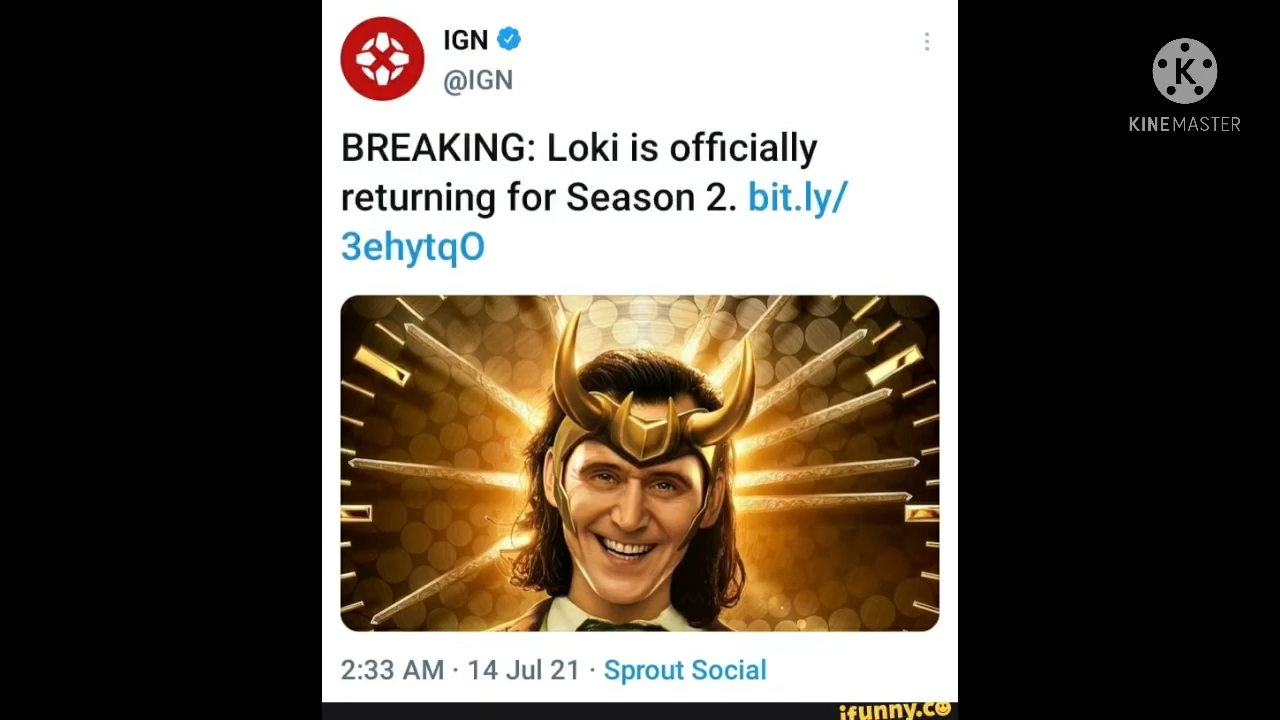 IGN
@IGN
K
KINEMASTER
BREAKING: Loki is officially
returning for Season 2. bit.ly/
3ehytqO
2:33 AM · 14 Jul 21 · Sprout Social
ifunny.co